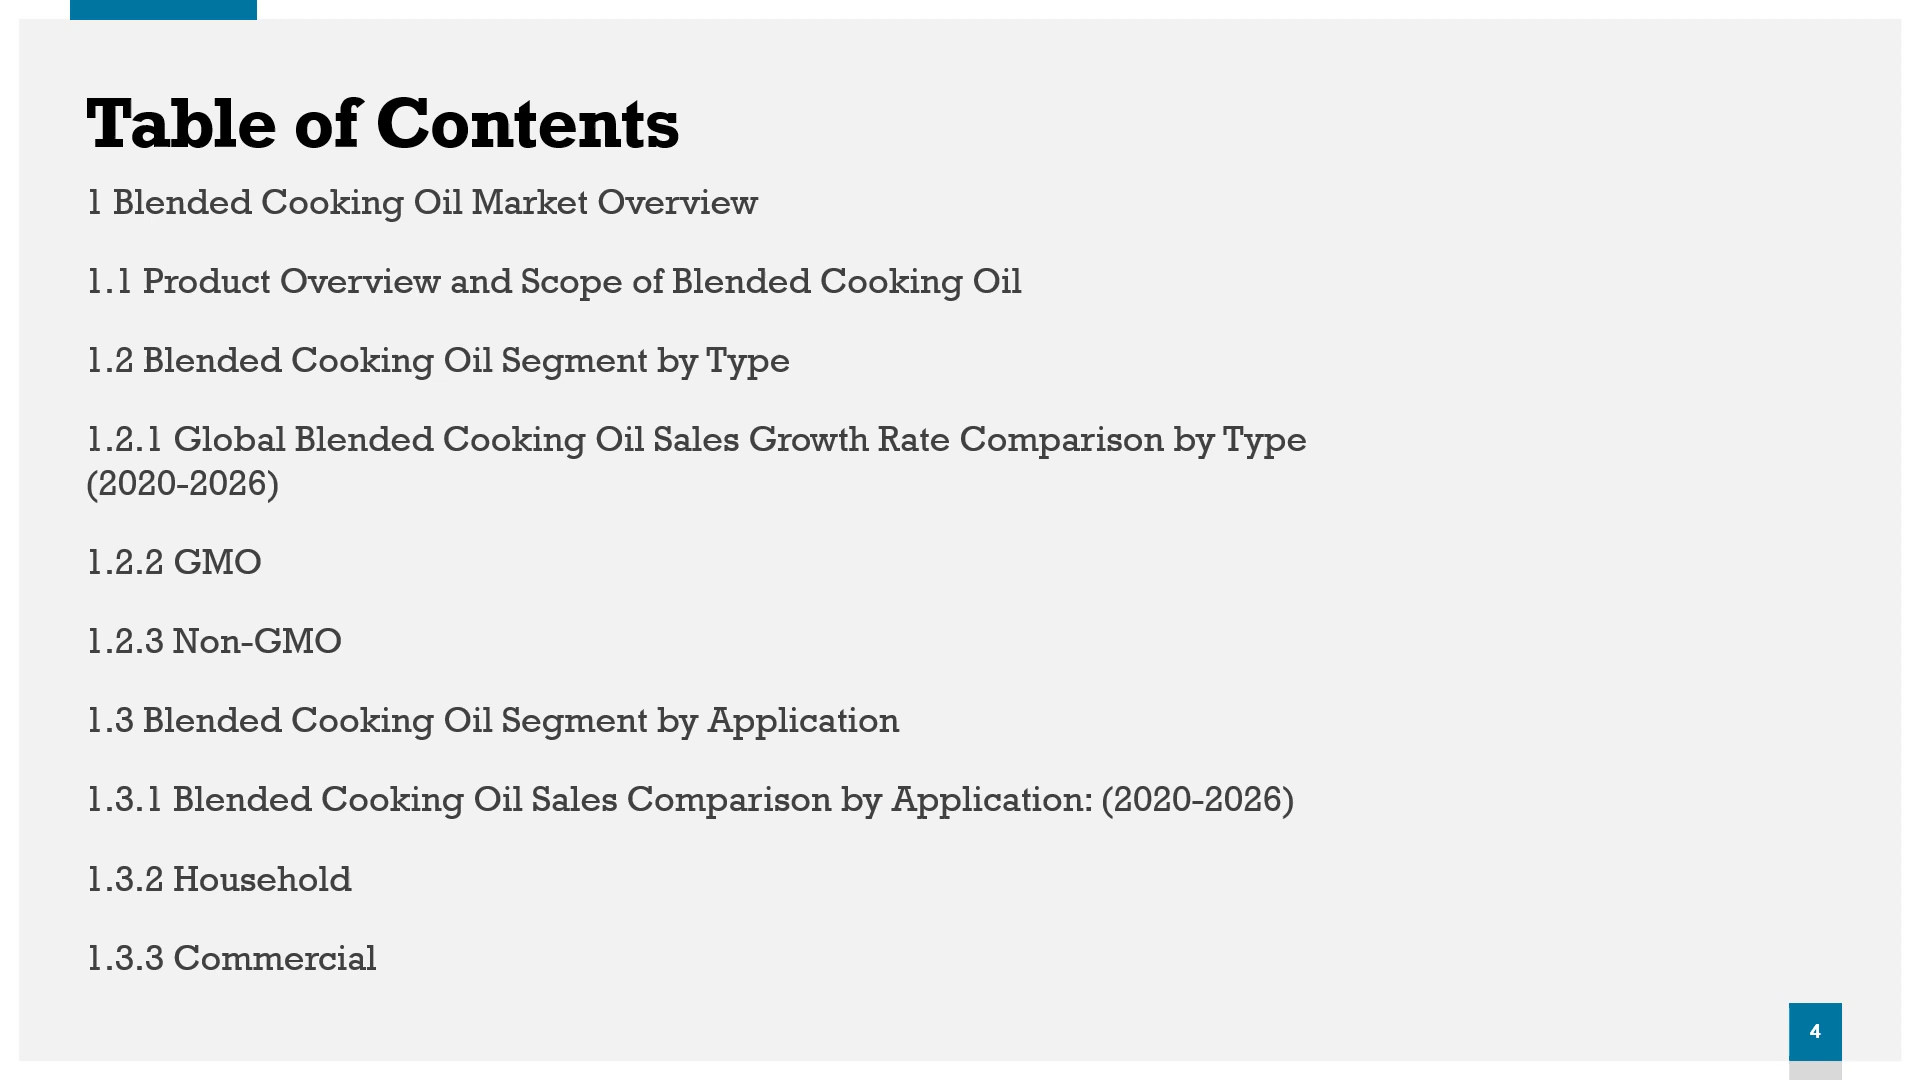 Table of Contents
1 Blended Cooking Oil Market Overview
1.1 Product Overview and Scope of Blended Cooking Oil
1.2 Blended Cooking Oil Segment by Type
1.2.1 Global Blended Cooking Oil Sales Growth Rate Comparison by Type
(2020-2026)
1.2.2 GMO
1.2.3 Non-GMO
1.3 Blended Cooking Oil Segment by Application
1.3.1 Blended Cooking Oil Sales Comparison by Application: (2020-2026)
1.3.2 Household
1.3.3 Commercial
4